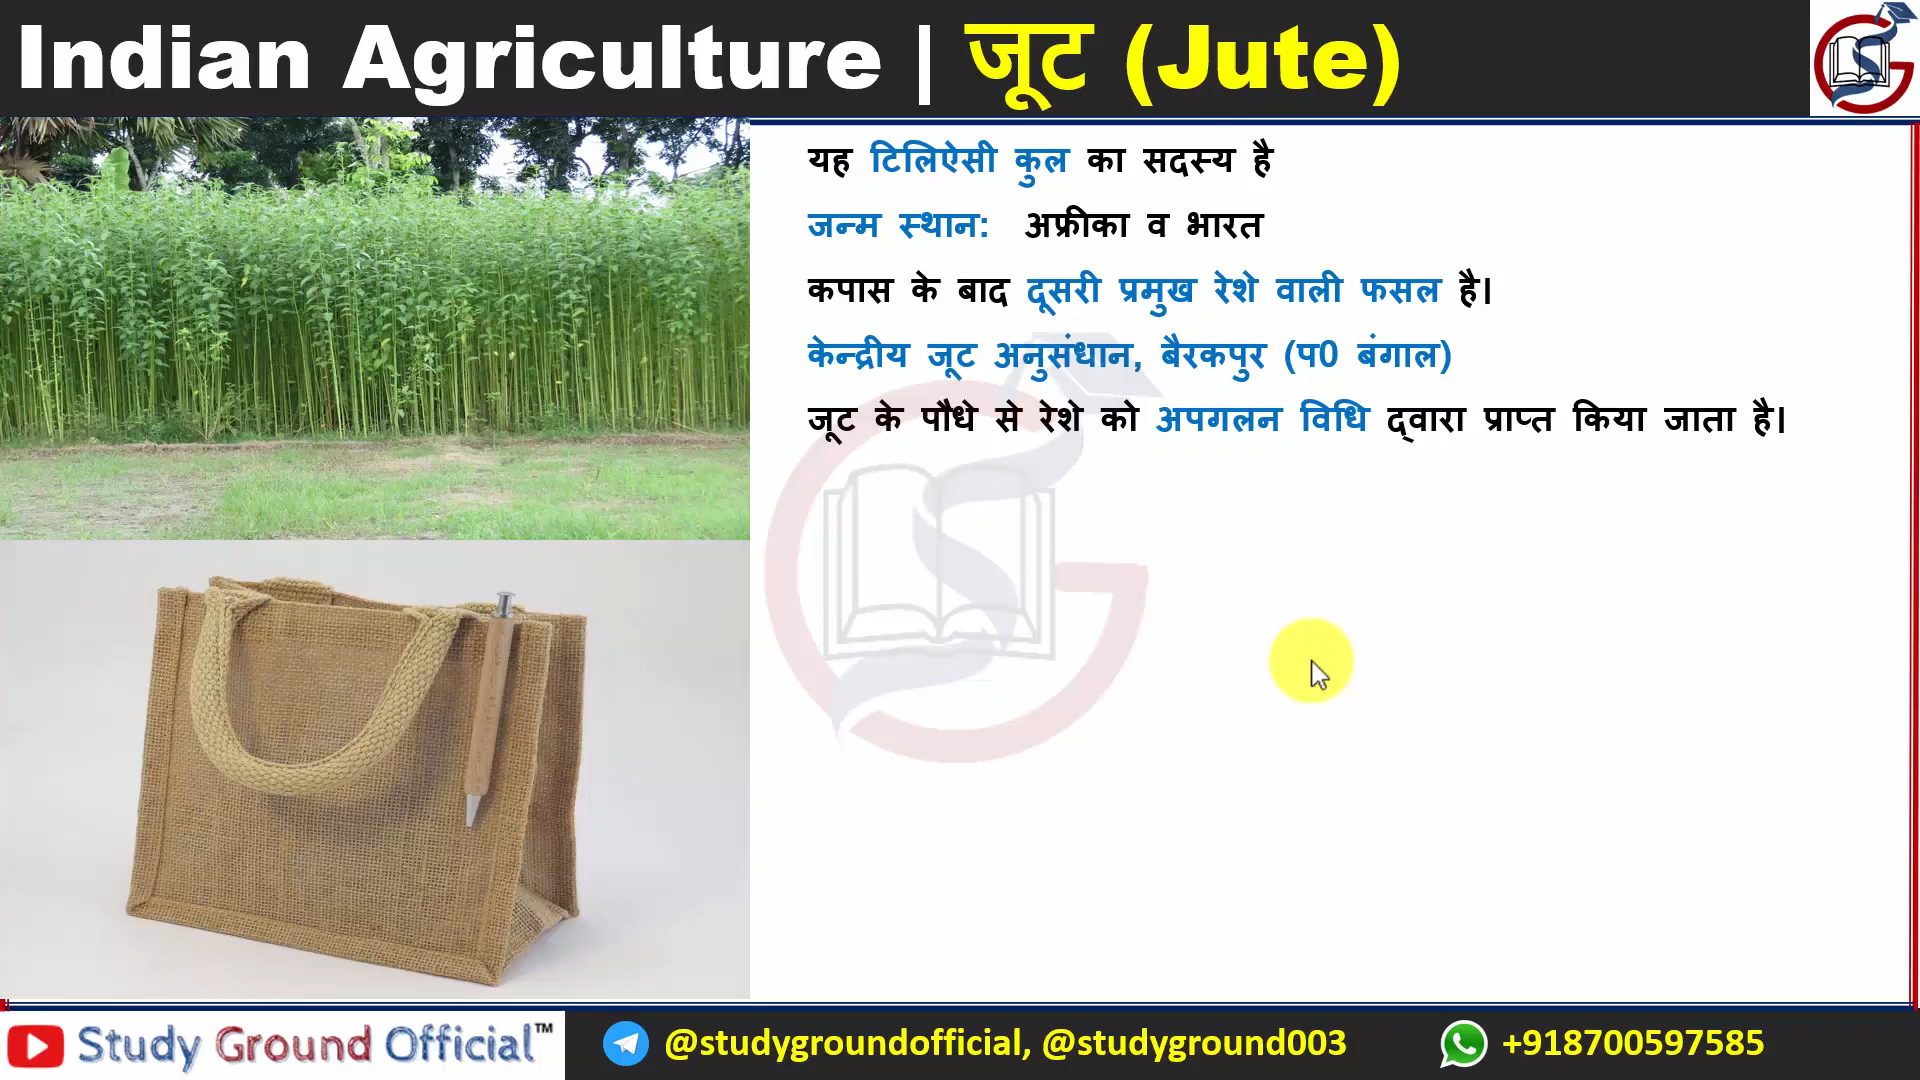 Indian Agriculture | जूट (Jute)
यह टिलिऐसी कुल का सदस्य है
जन्म स्थान: अफ्रीका व भारत
कपास के बाद दूसरी प्रमुख रेशे वाली फसल है।
केन्द्रीय जूट अनुसंधान, बैरकपुर (प0 बंगाल)
जूट के पौधे से रेशे को अपगलन विधि द्वारा प्राप्त किया जाता है।
Study Ground Official™ @studygroundofficial, @studyground003 +918700597585